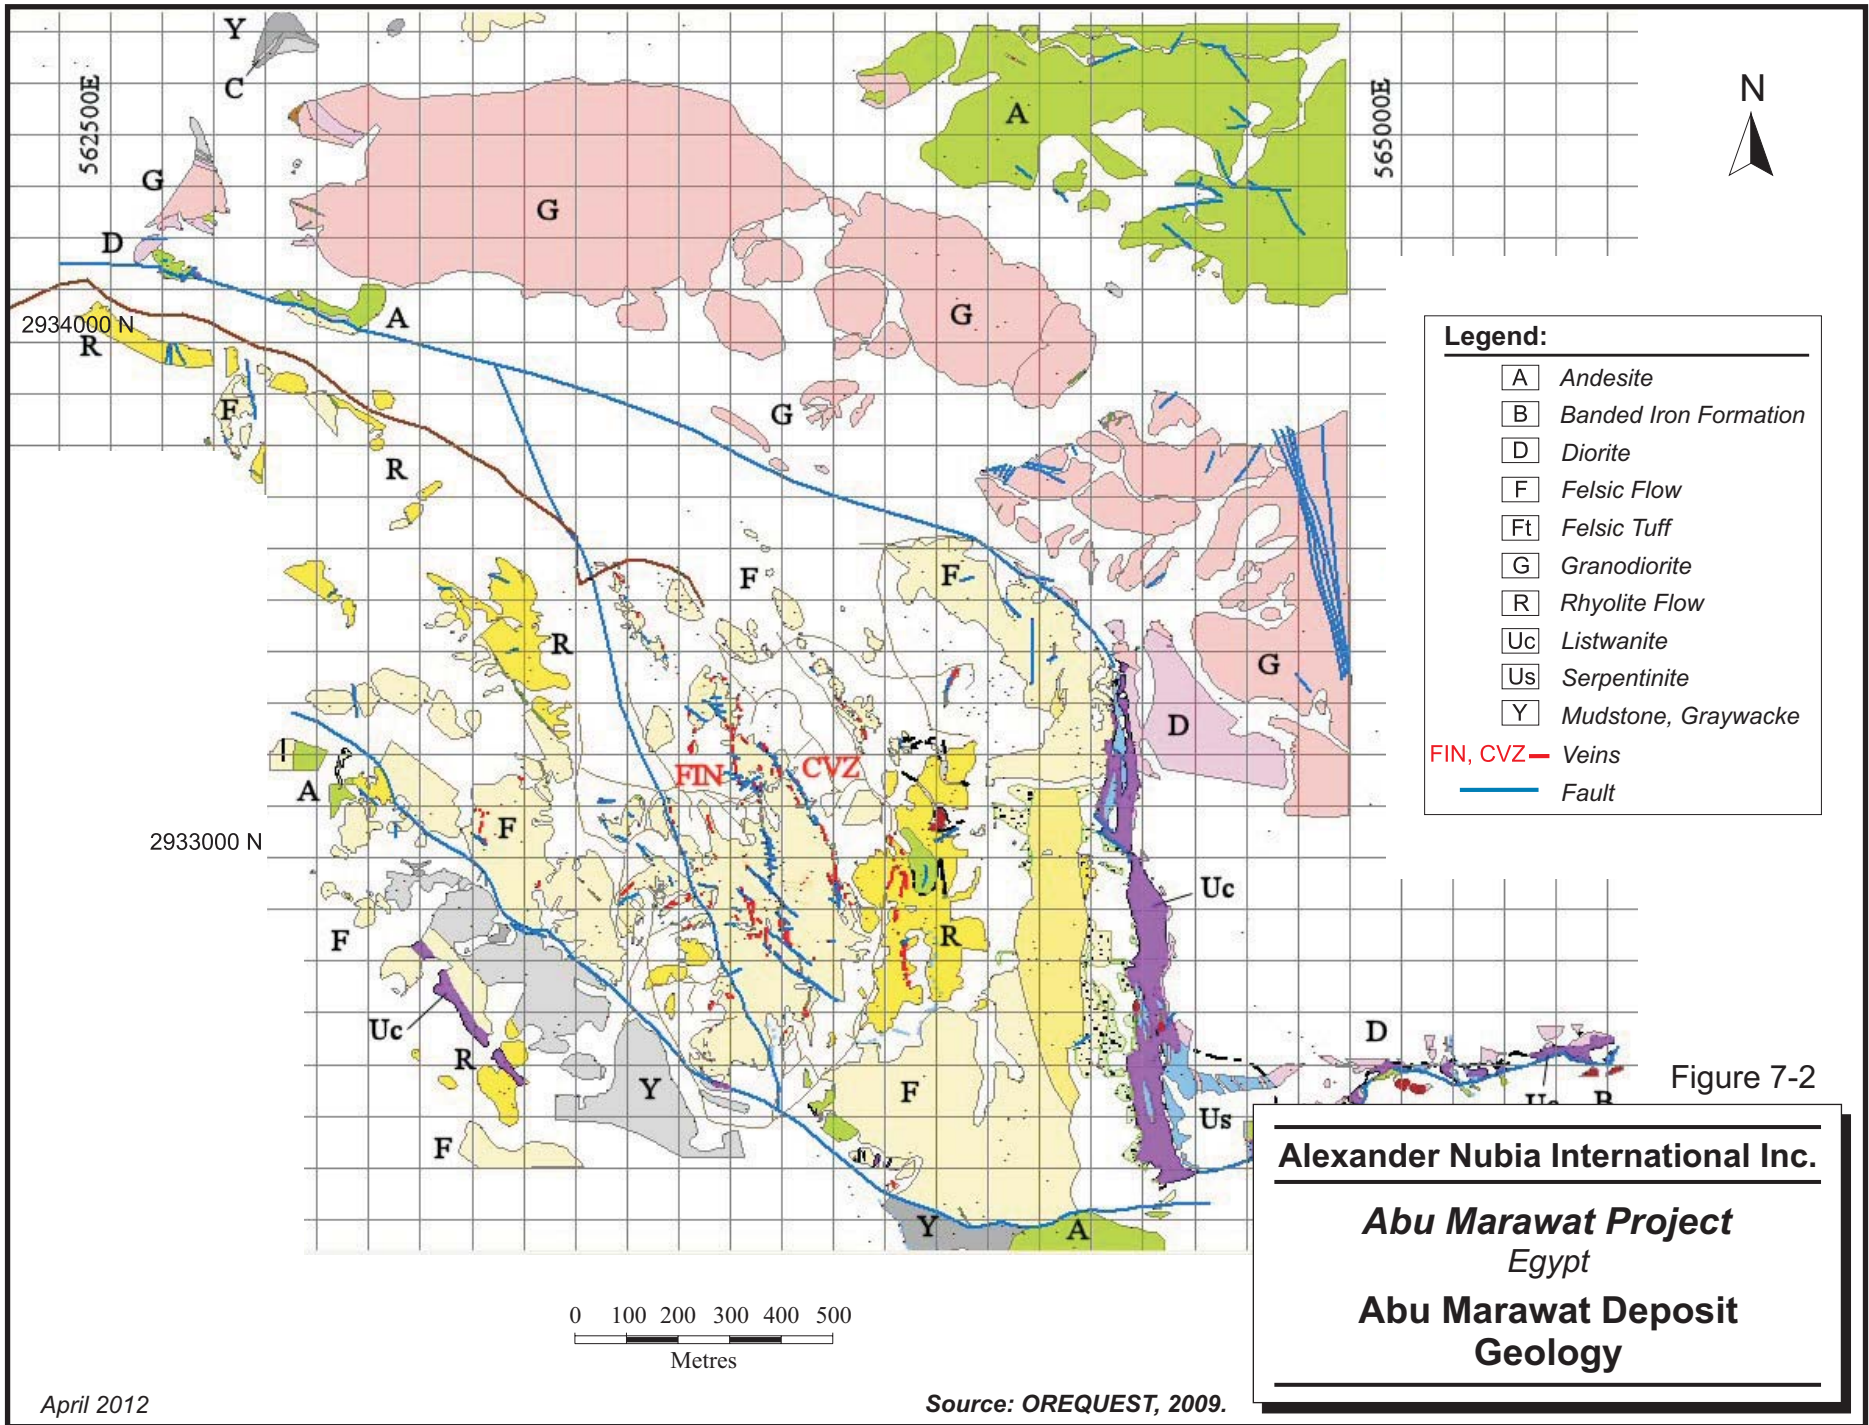 Y
C
562500E
565000E
N
A
G
G
D
A
2934000 N
R
G
G
F
G
R
F
F
R
G
D
I
A
FIN
CVZ
F
2933000 N
Uc
F
R
Uc
R
Y
F
D
Us
B
F
Y
A
Legend:
A Andesite
B Banded Iron Formation
D Diorite
F Felsic Flow
Ft Felsic Tuff
G Granodiorite
R Rhyolite Flow
Uc Listwanite
Us Serpentinite
Y Mudstone, Graywacke
FIN, CVZ Veins
Fault
Figure 7-2
Alexander Nubia International Inc.
Abu Marawat Project
Egypt
Abu Marawat Deposit
Geology
0 100 200 300 400 500
Metres
April 2012
Source: OREQUEST, 2009.